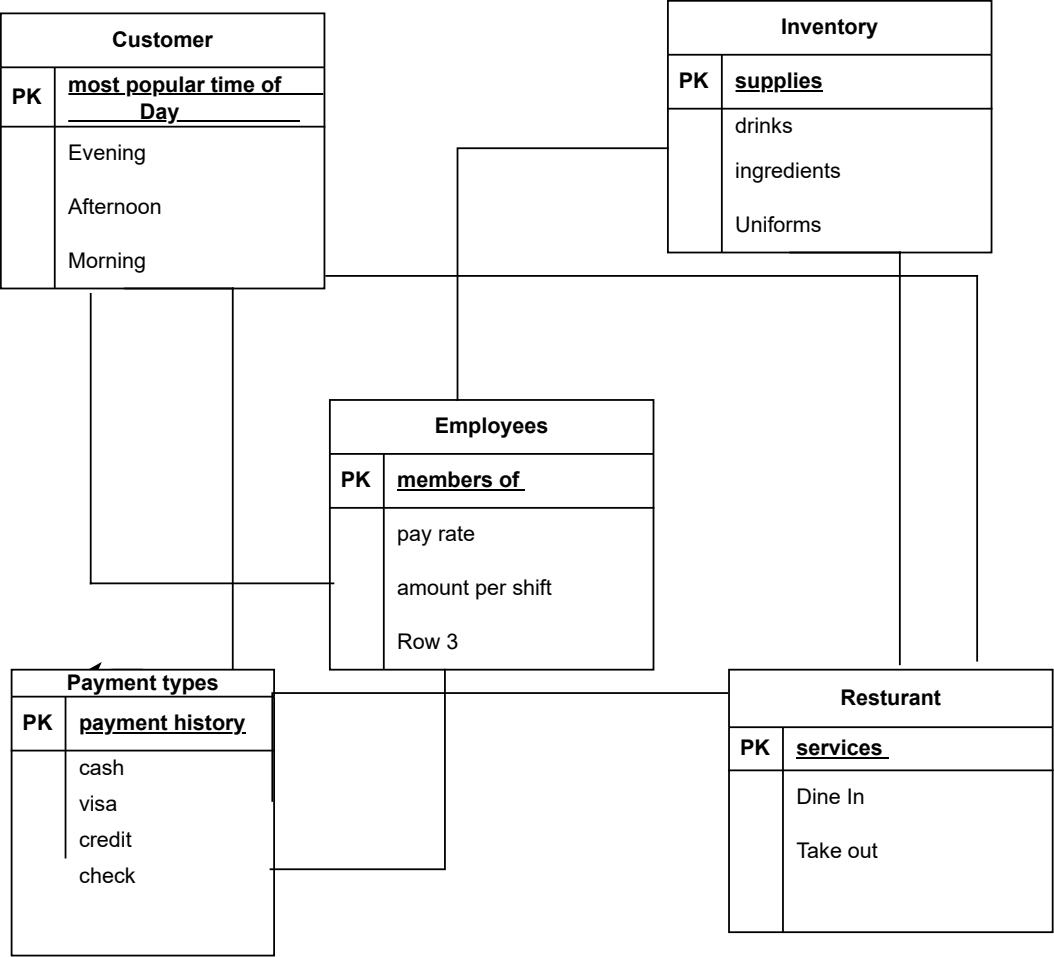 Customer
PK
most popular time of
Day
Evening
Afternoon
Morning
Inventory
PK
supplies
drinks
ingredients
Uniforms
Employees
PK
members of
pay rate
amount per shift
Row 3
Payment types
PK
payment history
cash
visa
credit
check
Resturant
PK
services
Dine In
Take out